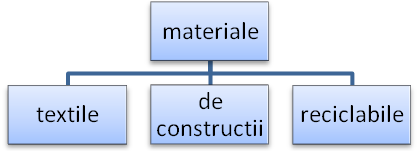 materiale
textile
de
constructii
reciclabile